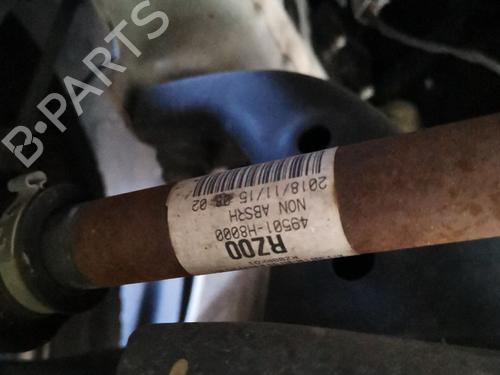 B-PARTS
RZ00
49501-H8000
NON ABSRH
2018/11/15